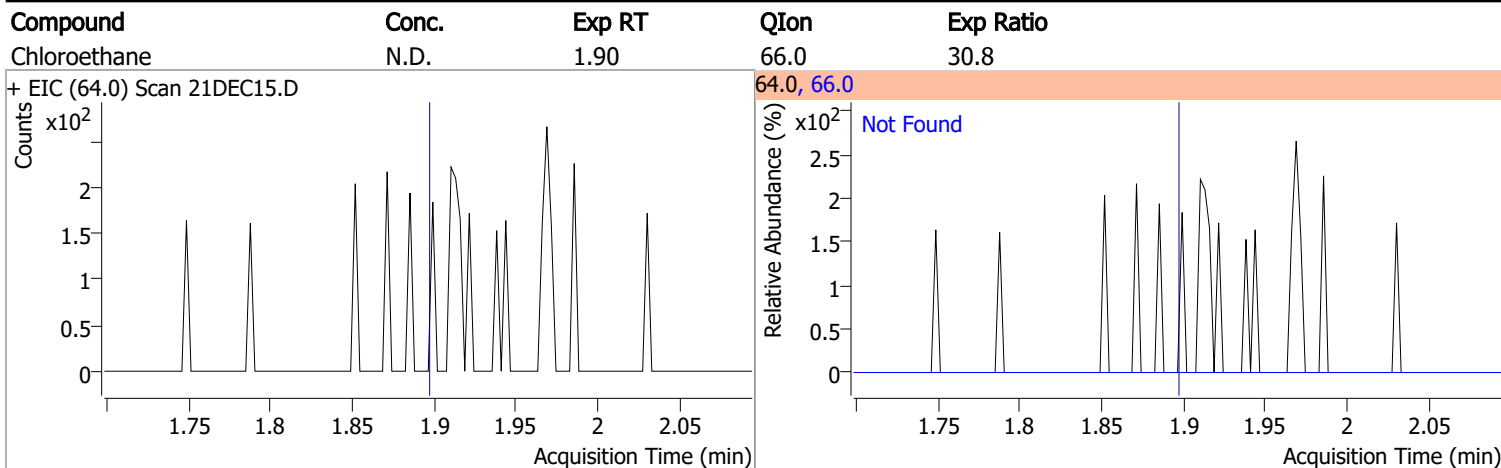 Compound Conc. Exp RT QIon Exp Ratio
Chloroethane N.D. 1.90 66.0 30.8
+ EIC (64.0) Scan 21DEC15.D
Counts
x10²
2
1.5
1
0.5
0
1.75 1.8 1.85 1.9 1.95 2 2.05
Acquisition Time (min)
64.0, 66.0
Relative Abundance (%)
x10²
Not Found
2.5
2
1.5
1
0.5
0
1.75 1.8 1.85 1.9 1.95 2 2.05
Acquisition Time (min)